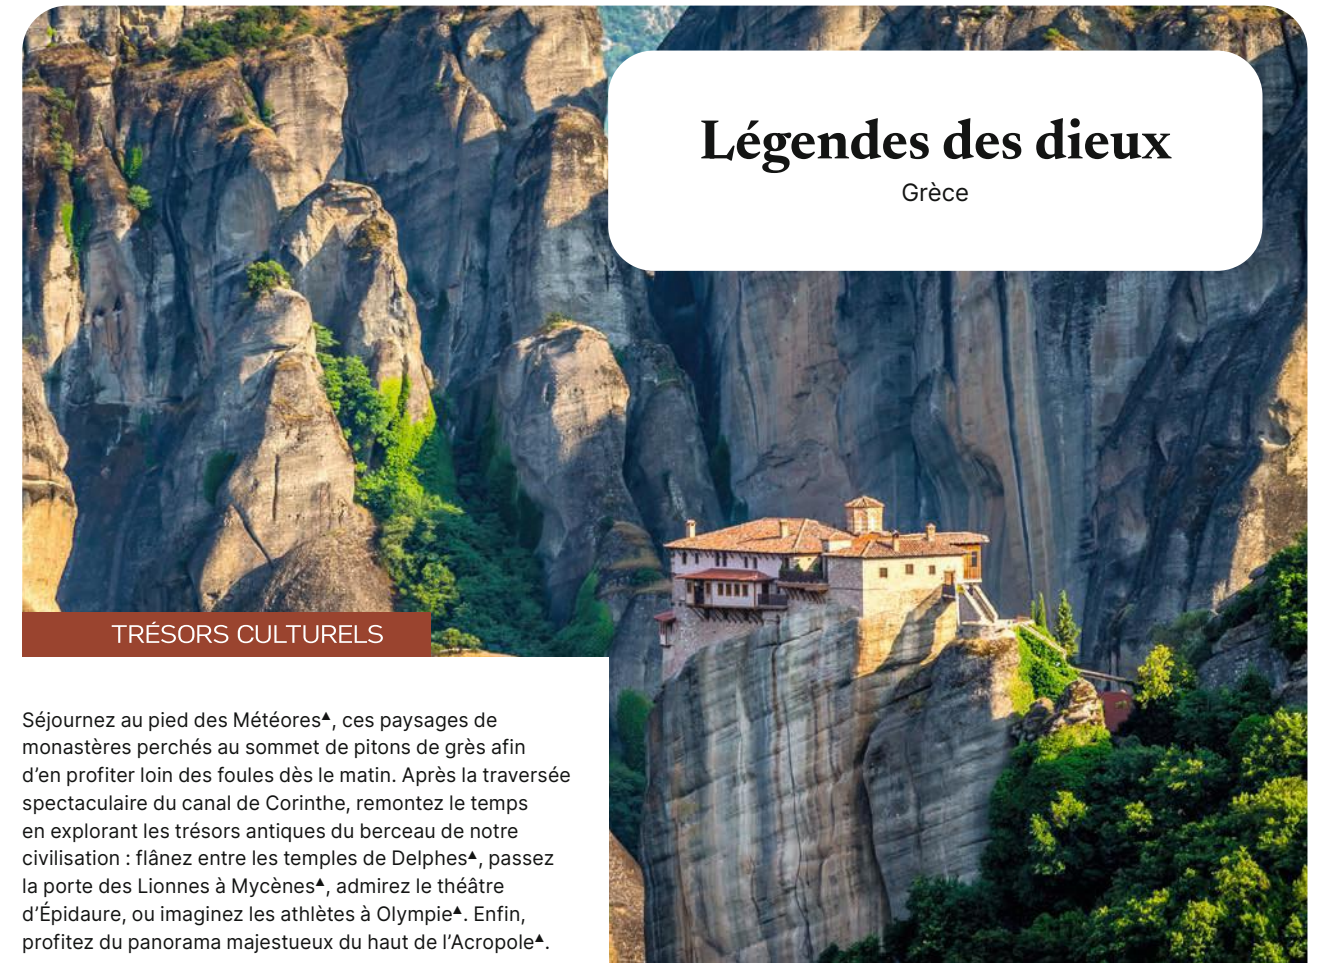 Légendes des dieux
Grèce
TRÉSORS CULTURELS
Séjournez au pied des Météores▲, ces paysages de
monastères perchés au sommet de pitons de grès afin
d’en profiter loin des foules dès le matin. Après la traversée
spectaculaire du canal de Corinthe, remontez le temps
en explorant les trésors antiques du berceau de notre
civilisation : flânez entre les temples de Delphes▲, passez
la porte des Lionnes à Mycènes▲, admirez le théâtre
d’Épidaure, ou imaginez les athlètes à Olympie▲. Enfin,
profitez du panorama majestueux du haut de l’Acropole▲.